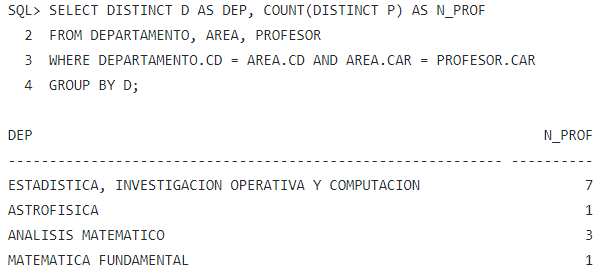 SQL> SELECT DISTINCT D AS DEP, COUNT(DISTINCT P) AS N_PROF
2 FROM DEPARTAMENTO, AREA, PROFESOR
3 WHERE DEPARTAMENTO.CD = AREA.CD AND AREA.CAR = PROFESOR.CAR
4 GROUP BY D;
DEP N_PROF
------------------------------------------------------------ ----------
ESTADISTICA, INVESTIGACION OPERATIVA Y COMPUTACION 7
ASTROFISICA 1
ANALISIS MATEMATICO 3
MATEMATICA FUNDAMENTAL 1